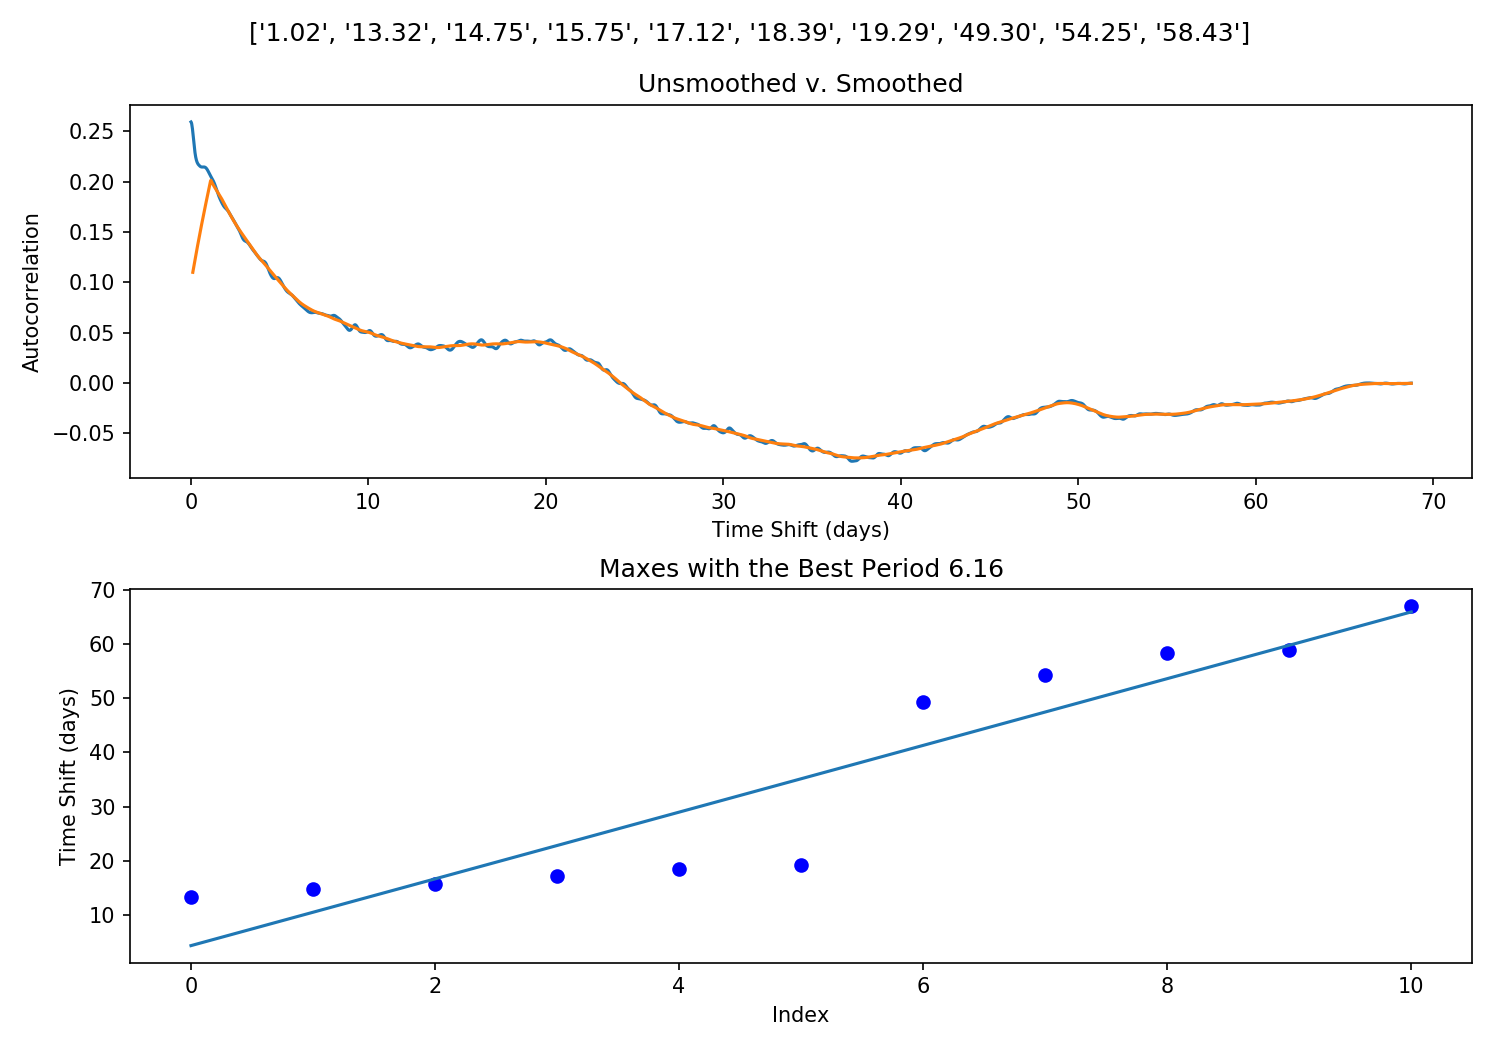 ['1.02', '13.32', '14.75', '15.75', '17.12', '18.39', '19.29', '49.30', '54.25', '58.43']
Unsmoothed v. Smoothed
Autocorrelation
0.25
0.20
0.15
0.10
0.05
0.00
−0.05
0 10 20 30 40 50 60 70
Time Shift (days)
Maxes with the Best Period 6.16
Time Shift (days)
70
60
50
40
30
20
10
0 2 4 6 8 10
Index